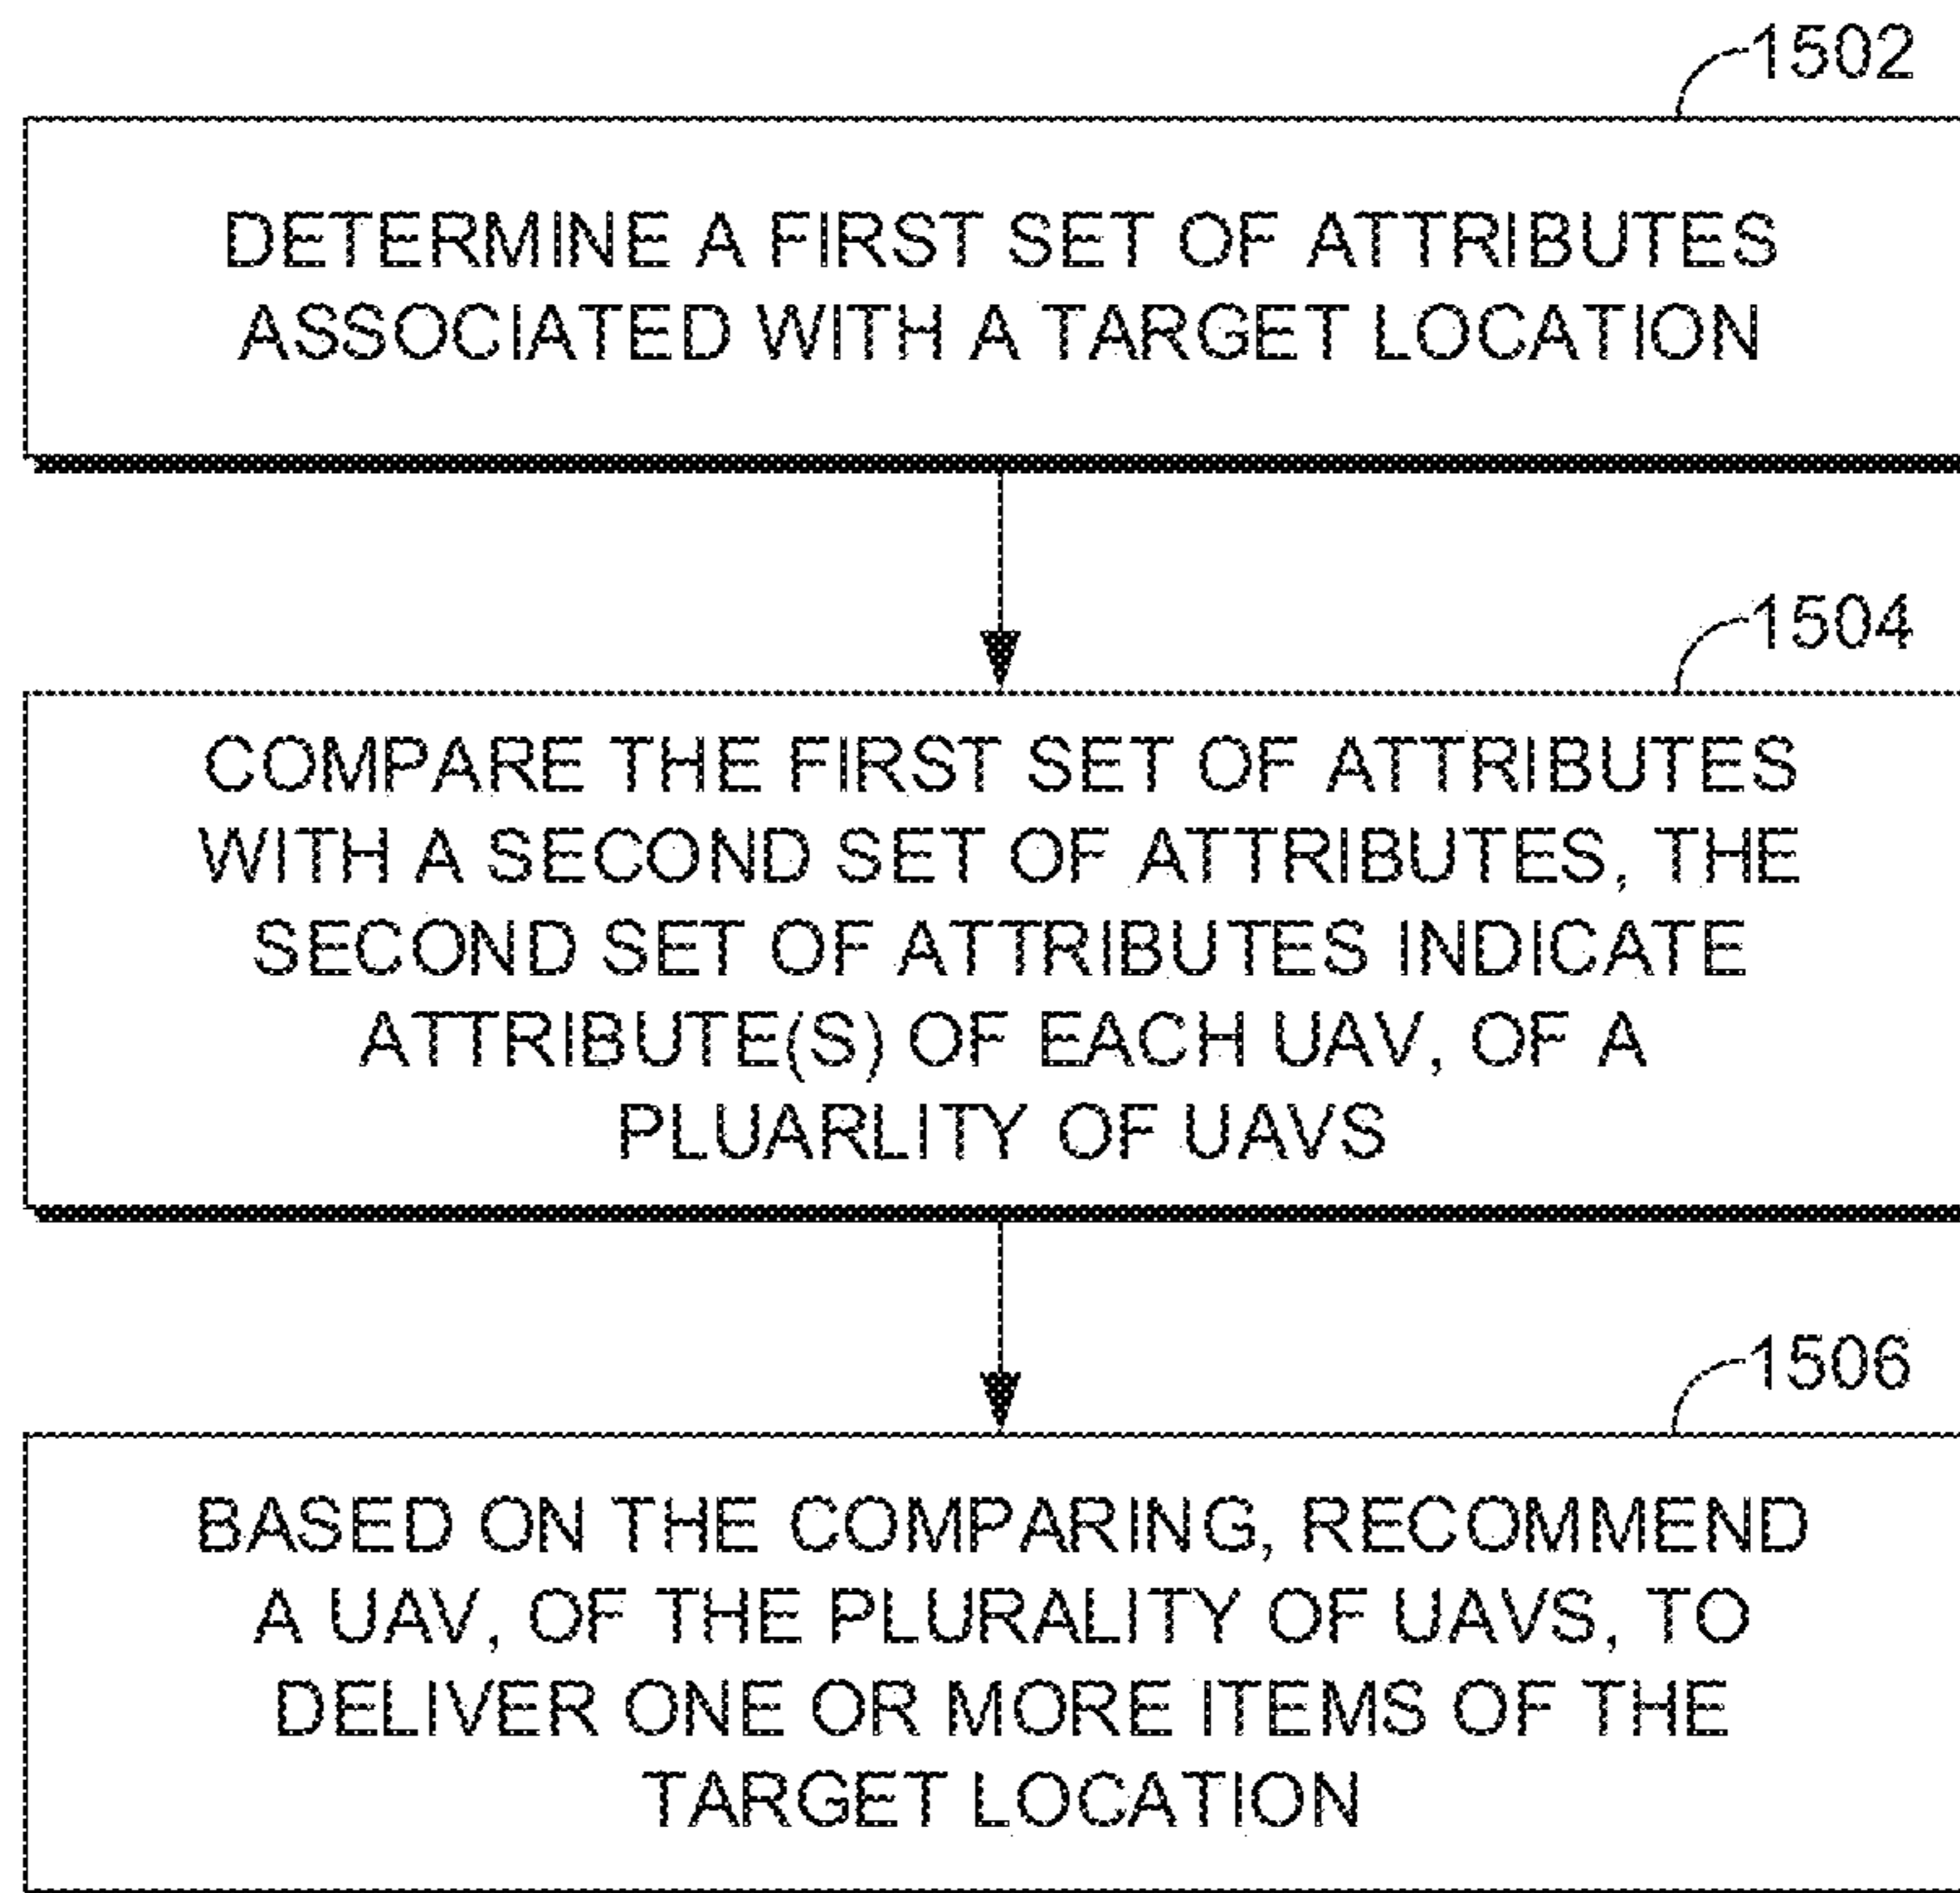 1502
DETERMINE A FIRST SET OF ATTRIBUTES
ASSOCIATED WITH A TARGET LOCATION
1504
COMPARE THE FIRST SET OF ATTRIBUTES
WITH A SECOND SET OF ATTRIBUTES, THE
SECOND SET OF ATTRIBUTES INDICATE
ATTRIBUTE(S) OF EACH UAV, OF A
PLUARLITY OF UAVS
1506
BASED ON THE COMPARING, RECOMMEND
A UAV, OF THE PLURALITY OF UAVS, TO
DELIVER ONE OR MORE ITEMS OF THE
TARGET LOCATION